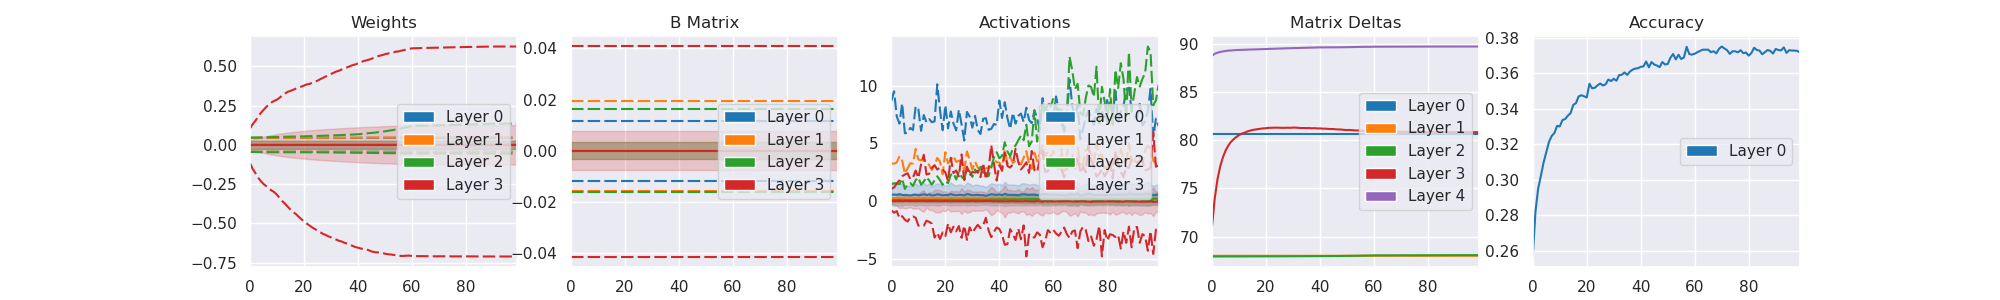 Weights
0.50
0.25
0.00
−0.25
−0.50
−0.75
0
20
40
60
80
Layer 0
Layer 1
Layer 2
Layer 3
B Matrix
0.04
0.02
0.00
−0.02
−0.04
0
20
40
60
80
Layer 0
Layer 1
Layer 2
Layer 3
Activations
10
5
0
−5
0
20
40
60
80
Layer 0
Layer 1
Layer 2
Layer 3
Matrix Deltas
90
85
80
75
70
0
20
40
60
80
Layer 0
Layer 1
Layer 2
Layer 3
Layer 4
Accuracy
0.38
0.36
0.34
0.32
0.30
0.28
0.26
0
20
40
60
80
Layer 0